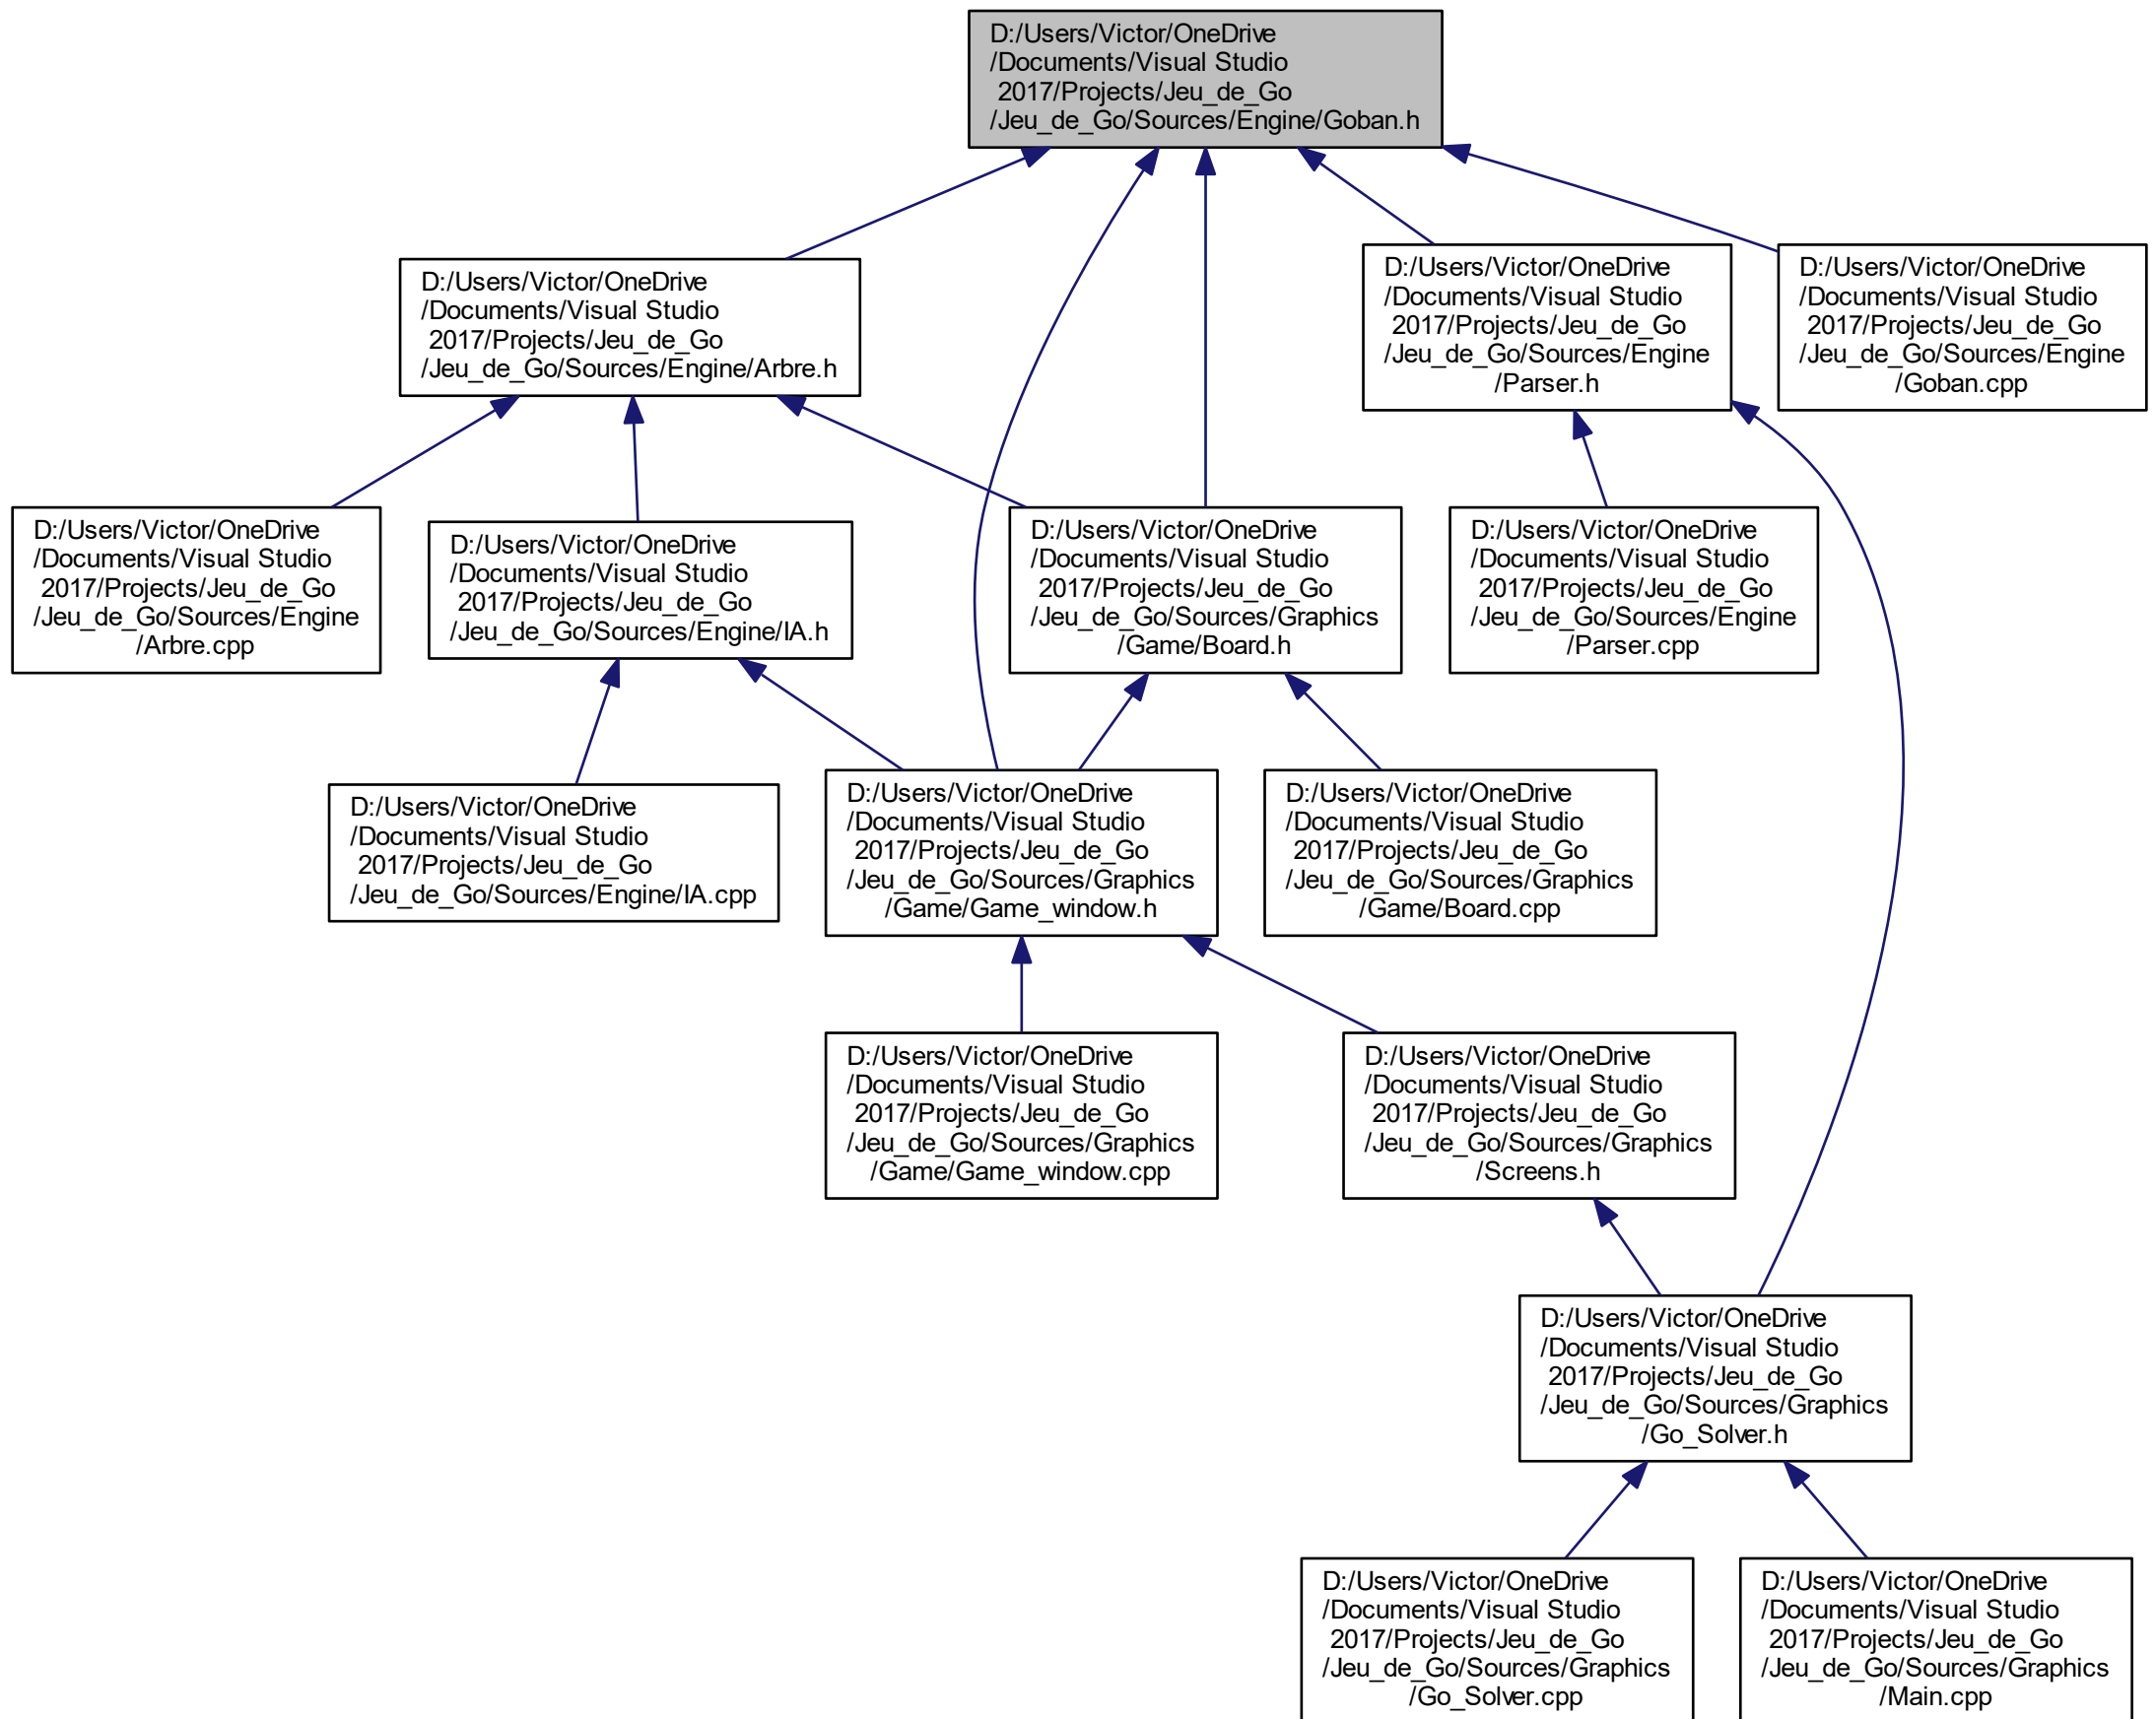 D:/Users/Victor/OneDrive
/Documents/Visual Studio
2017/Projects/Jeu_de_Go
/Jeu_de_Go/Sources/Engine/Goban.h
D:/Users/Victor/OneDrive
/Documents/Visual Studio
2017/Projects/Jeu_de_Go
/Jeu_de_Go/Sources/Engine/Arbre.h
D:/Users/Victor/OneDrive
/Documents/Visual Studio
2017/Projects/Jeu_de_Go
/Jeu_de_Go/Sources/Engine
/Parser.h
D:/Users/Victor/OneDrive
/Documents/Visual Studio
2017/Projects/Jeu_de_Go
/Jeu_de_Go/Sources/Engine
/Goban.cpp
D:/Users/Victor/OneDrive
/Documents/Visual Studio
2017/Projects/Jeu_de_Go
/Jeu_de_Go/Sources/Engine
/Arbre.cpp
D:/Users/Victor/OneDrive
/Documents/Visual Studio
2017/Projects/Jeu_de_Go
/Jeu_de_Go/Sources/Engine/IA.h
D:/Users/Victor/OneDrive
/Documents/Visual Studio
2017/Projects/Jeu_de_Go
/Jeu_de_Go/Sources/Graphics
/Game/Board.h
D:/Users/Victor/OneDrive
/Documents/Visual Studio
2017/Projects/Jeu_de_Go
/Jeu_de_Go/Sources/Engine
/Parser.cpp
D:/Users/Victor/OneDrive
/Documents/Visual Studio
2017/Projects/Jeu_de_Go
/Jeu_de_Go/Sources/Engine/IA.cpp
D:/Users/Victor/OneDrive
/Documents/Visual Studio
2017/Projects/Jeu_de_Go
/Jeu_de_Go/Sources/Graphics
/Game/Game_window.h
D:/Users/Victor/OneDrive
/Documents/Visual Studio
2017/Projects/Jeu_de_Go
/Jeu_de_Go/Sources/Graphics
/Game/Board.cpp
D:/Users/Victor/OneDrive
/Documents/Visual Studio
2017/Projects/Jeu_de_Go
/Jeu_de_Go/Sources/Graphics
/Game/Game_window.cpp
D:/Users/Victor/OneDrive
/Documents/Visual Studio
2017/Projects/Jeu_de_Go
/Jeu_de_Go/Sources/Graphics
/Screens.h
D:/Users/Victor/OneDrive
/Documents/Visual Studio
2017/Projects/Jeu_de_Go
/Jeu_de_Go/Sources/Graphics
/Go_Solver.h
D:/Users/Victor/OneDrive
/Documents/Visual Studio
2017/Projects/Jeu_de_Go
/Jeu_de_Go/Sources/Graphics
/Go_Solver.cpp
D:/Users/Victor/OneDrive
/Documents/Visual Studio
2017/Projects/Jeu_de_Go
/Jeu_de_Go/Sources/Graphics
/Main.cpp